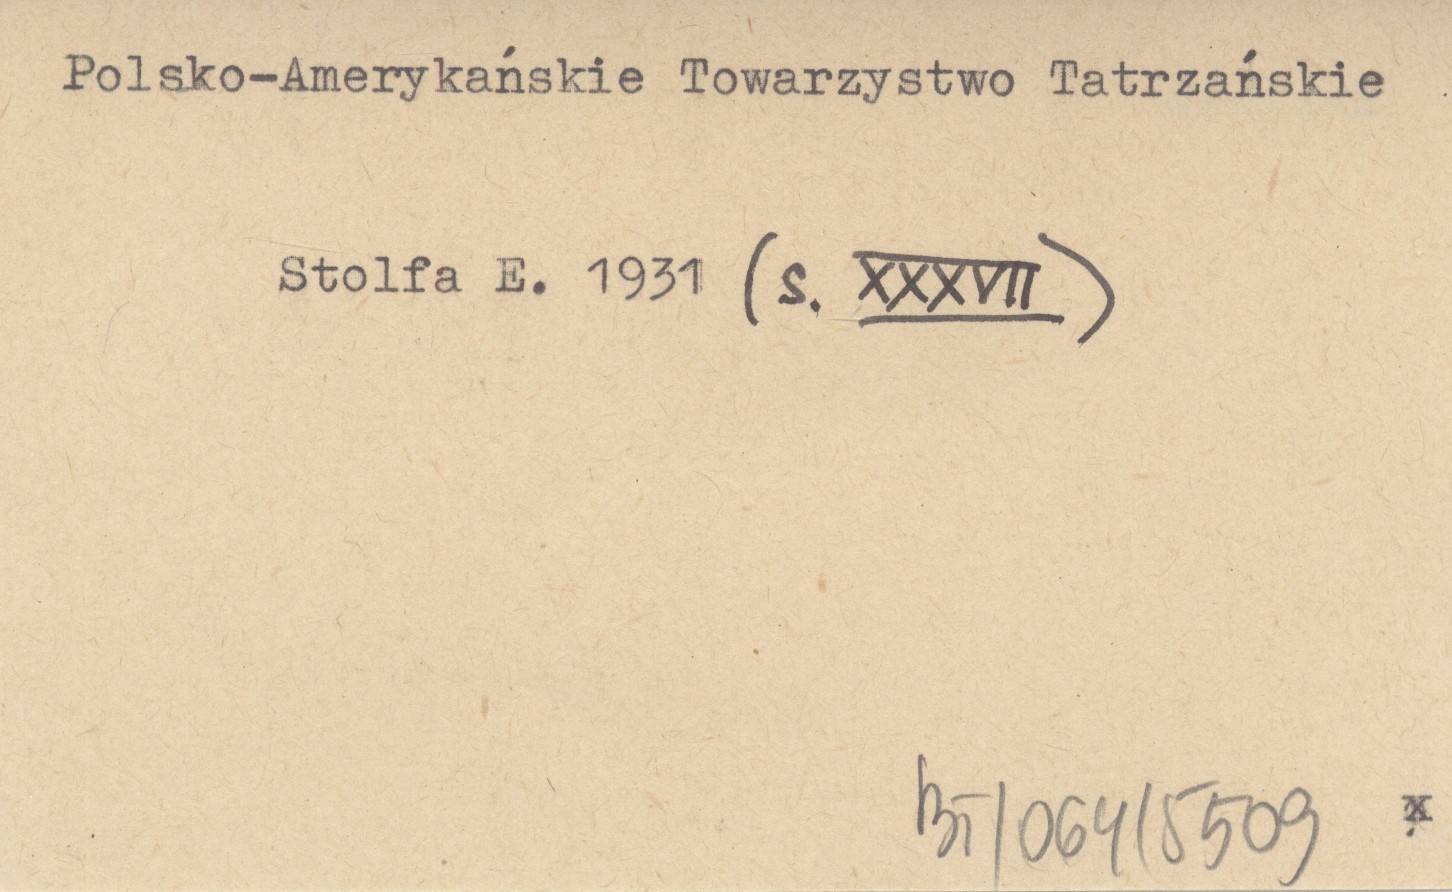 Polsko-Amerykańskie Towarzystwo Tatrzańskie
Stolfa E. 1931 (s. XXXVII)
BT/064/5509 x